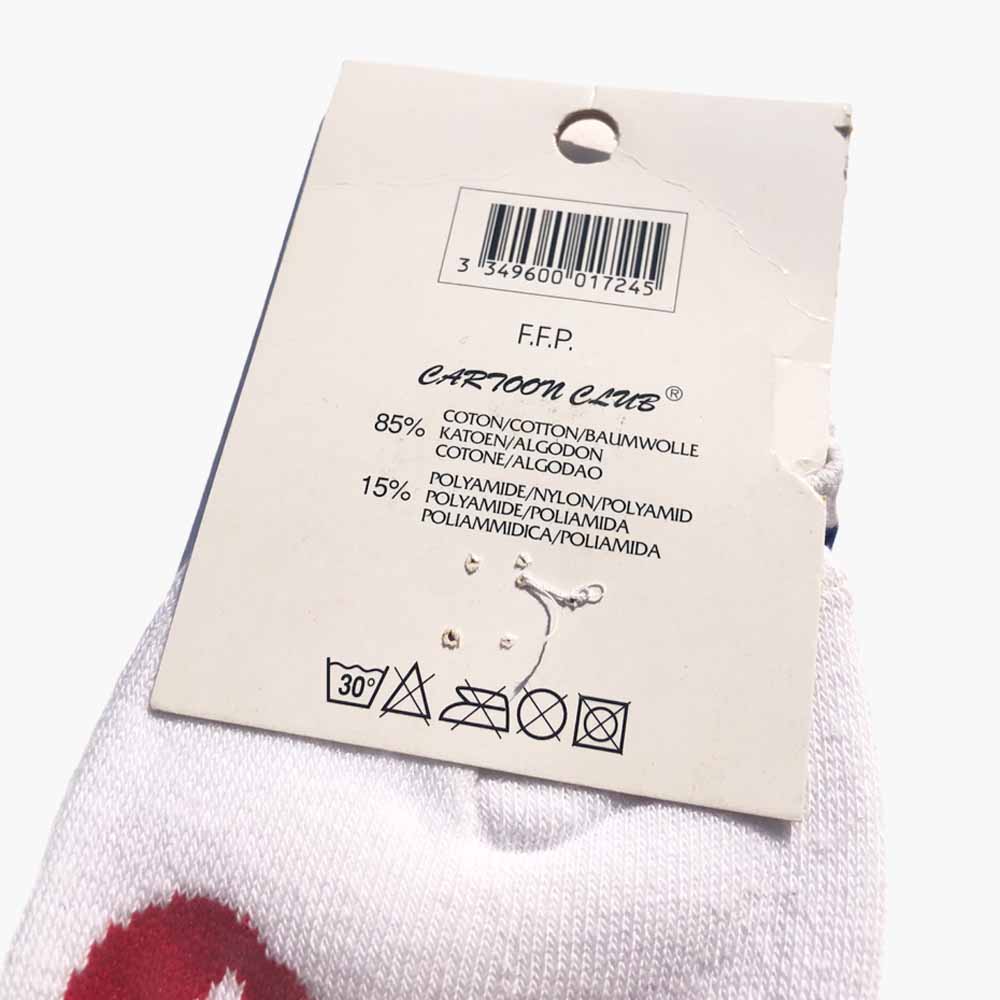 3 349600 017245
F.F.P.
CARTOON CLUB®
85% COTON/COTTON/BAUMWOLLE
KATOEN/ALGODON
COTONE/ALGODAO
15% POLYAMIDE/NYLON/POLYAMID
POLYAMIDE/POLIAMIDA
POLIAMMIDICA/POLIAMIDA
30°